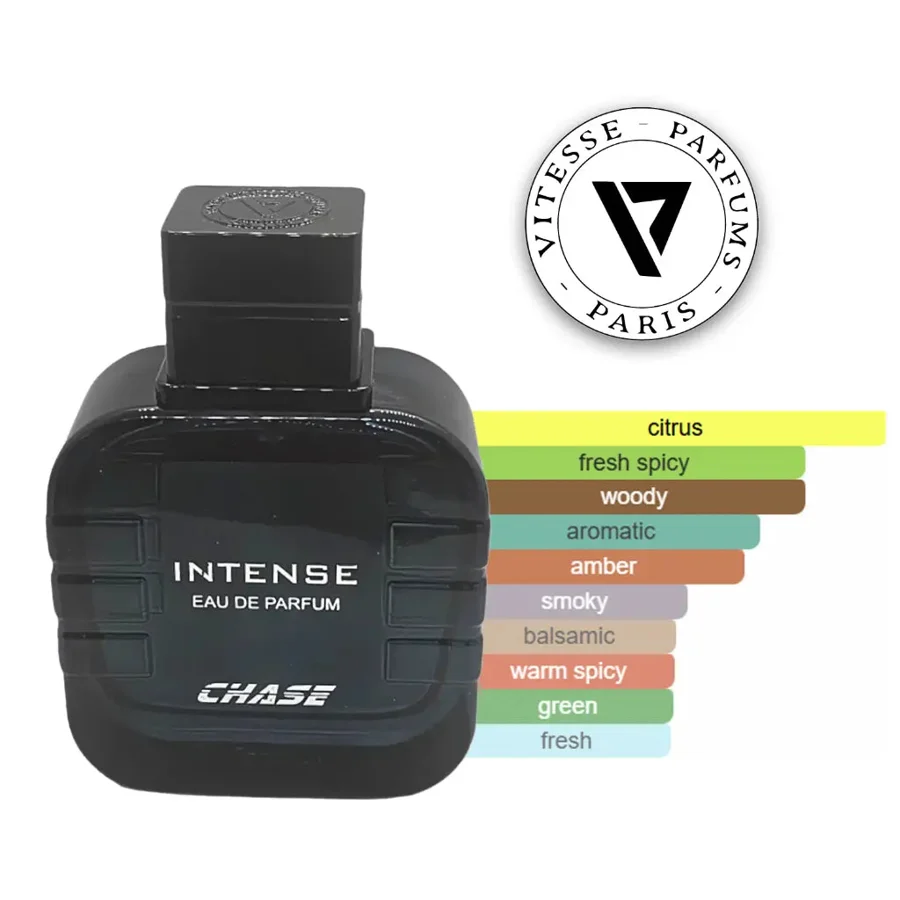 VITESSE - PARFUMS - PARIS -
INTENSE
EAU DE PARFUM
CHASE
citrus
fresh spicy
woody
aromatic
amber
smoky
balsamic
warm spicy
green
fresh